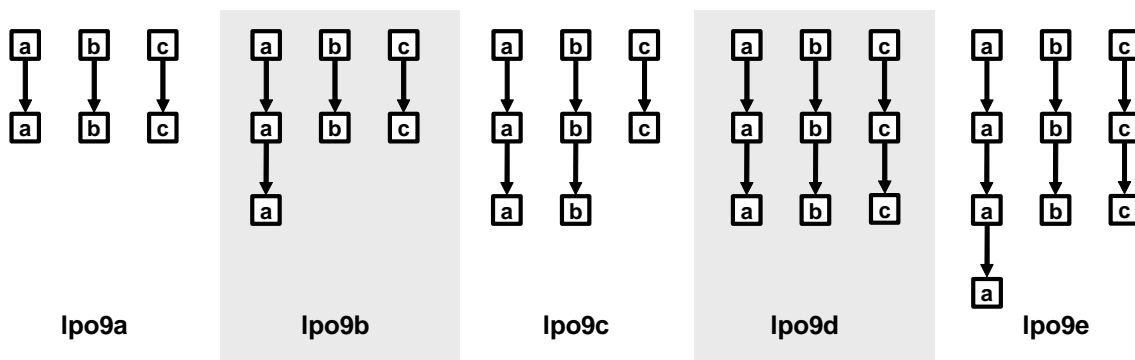 a b c a b c a b c a b c a b c
a b c a b c a b c a b c a b c
a a b a b c a b c
a
lpo9a lpo9b lpo9c lpo9d lpo9e